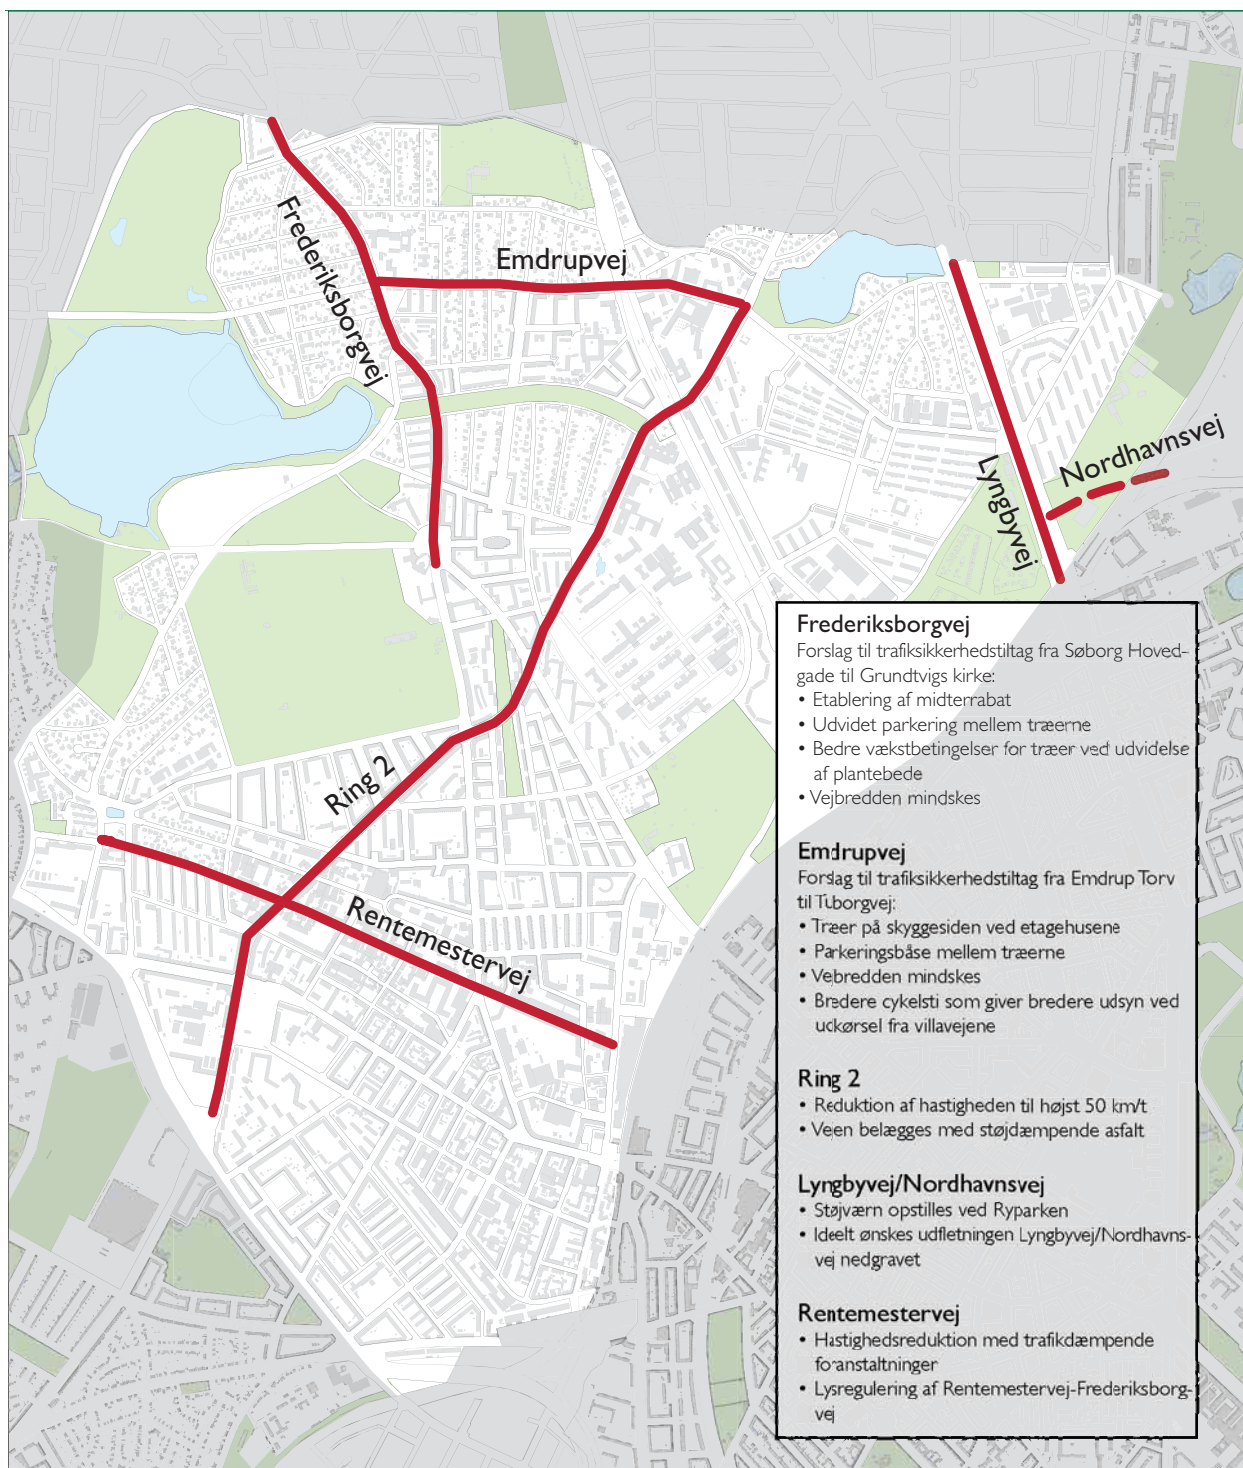 Frederiksborgvej
Emdrupvej
Lyngbyvej
Nordhavnsvej
Ring 2
Rentemestervej
Frederiksborgvej
Forslag til trafiksikkerhedstiltag fra Søborg Hoved-
gade til Grundtvigs kirke:
• Etablering af midterrabat
• Udvidet parkering mellem træerne
• Bedre vækstbetingelser for træer ved udvidelse
af plantebede
• Vejbredden mindskes
Emdrupvej
Forslag til trafiksikkerhedstiltag fra Emdrup Torv
til Tuborgvej:
• Træer på skyggesiden ved etagehusene
• Parkeringsbåse mellem træerne
• Vejbredden mindskes
• Bredere cykelsti som giver bredere udsyn ved
udkørsel fra villavejene
Ring 2
• Reduktion af hastigheden til højst 50 km/t
• Vejen belægges med støjdæmpende asfalt
Lyngbyvej/Nordhavnsvej
• Støjværn opstilles ved Ryparken
• Ideelt ønskes udfletningen Lyngbyvej/Nordhavns-
vej nedgravet
Rentemestervej
• Hastighedsreduktion med trafikdæmpende
foranstaltninger
• Lysregulering af Rentemestervej-Frederiksborg-
vej